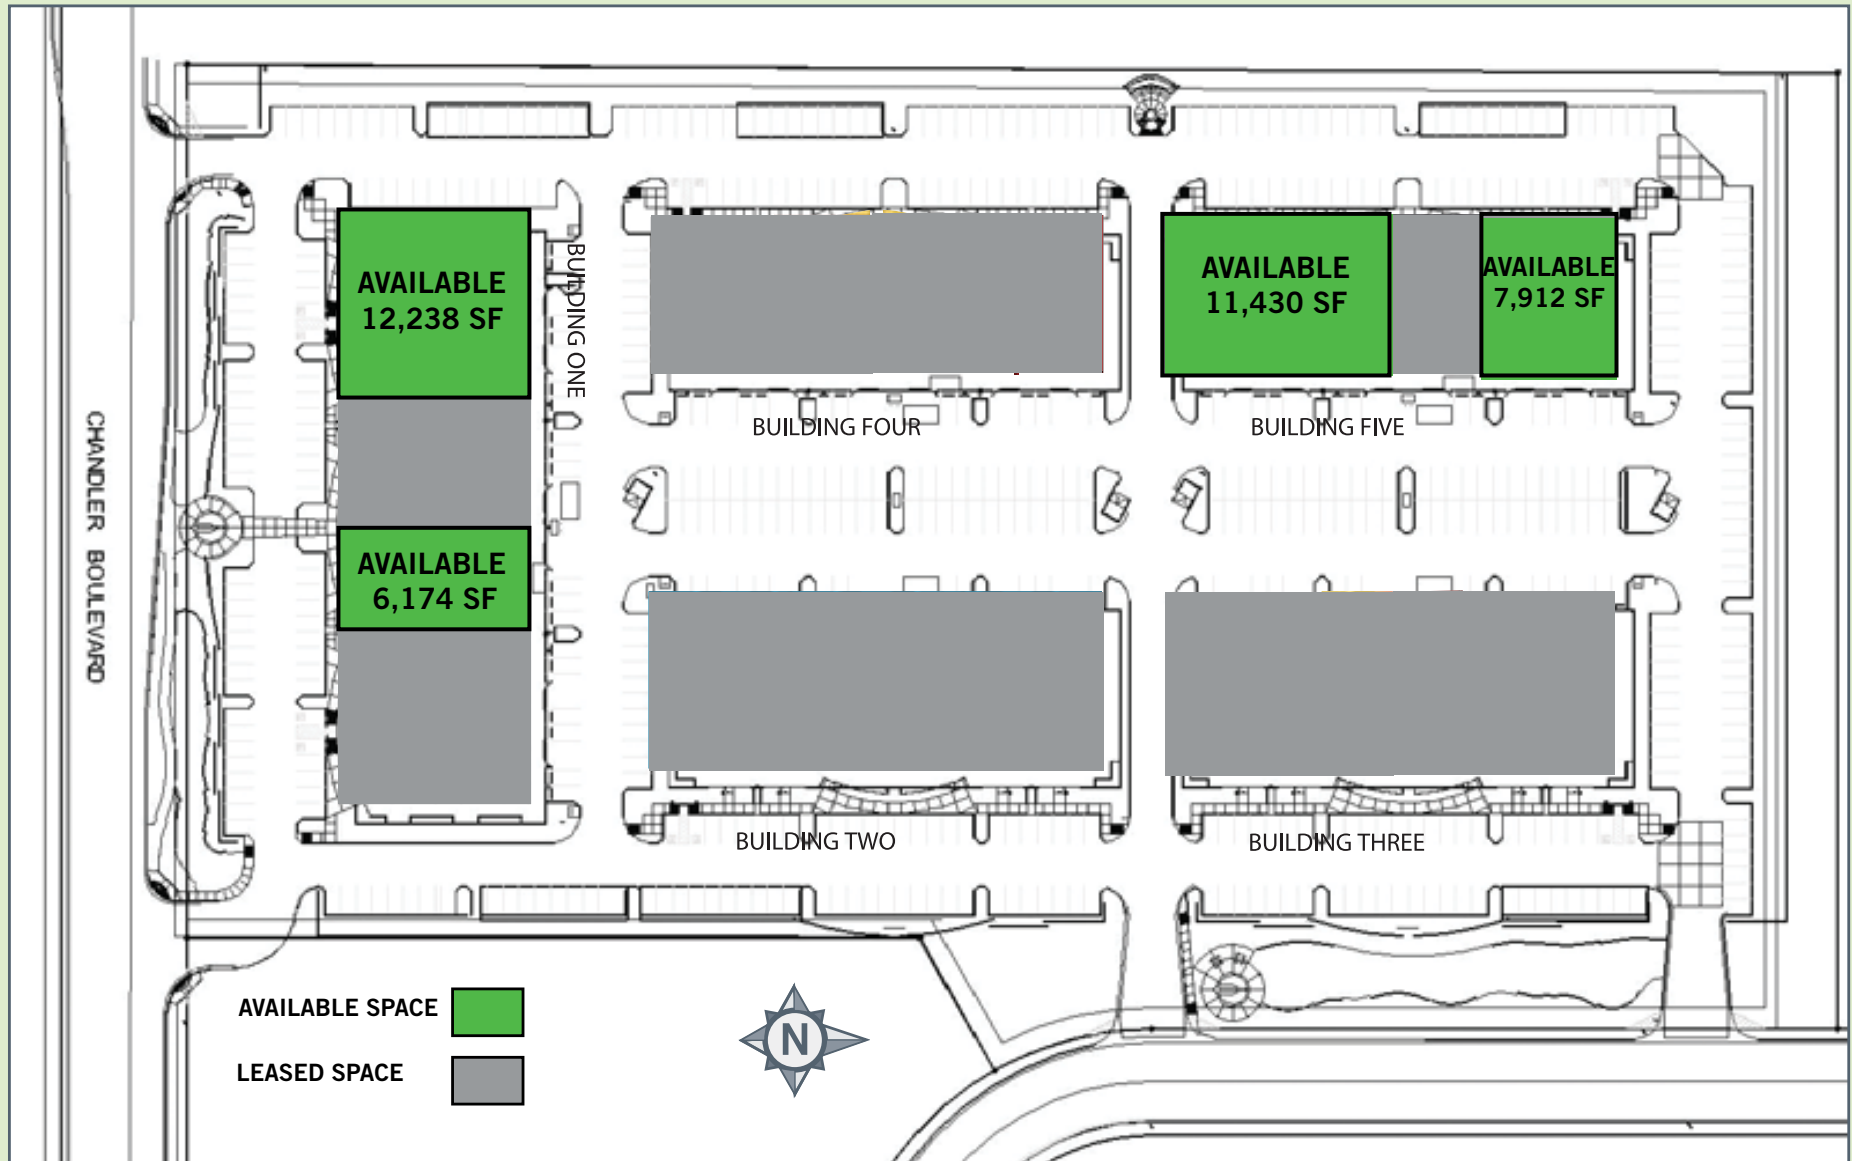 AVAILABLE
12,238 SF
BUILDING ONE
AVAILABLE
11,430 SF
AVAILABLE
7,912 SF
BUILDING FOUR
BUILDING FIVE
CHANDLER BOULEVARD
AVAILABLE
6,174 SF
BUILDING TWO
BUILDING THREE
AVAILABLE SPACE
LEASED SPACE
N